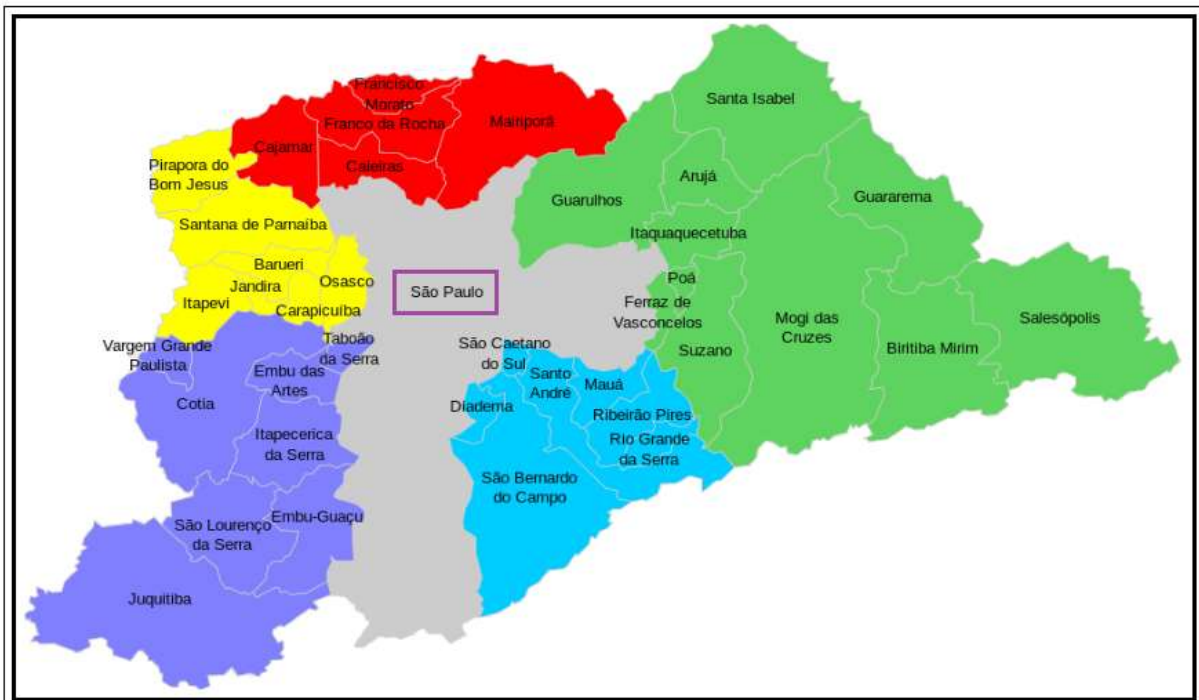 Francisco
Morato
Franco da Rocha
Mairiporã
Santa Isabel
Cajamar
Caieiras
Pirapora do
Bom Jesus
Arujá
Guarulhos
Guararema
Santana de Parnaíba
Itaquaquecetuba
Barueri
Osasco
Jandira
Itapevi
Carapicuíba
São Paulo
Poá
Ferraz de
Vasconcelos
Mogi das
Cruzes
Salesópolis
Vargem Grande
Paulista
Taboão
da Serra
São Caetano
do Sul
Suzano
Biritiba Mirim
Embu das
Artes
Santo
André
Mauá
Cotia
Diadema
Ribeirão Pires
Itapecerica
da Serra
Rio Grande
da Serra
São Bernardo
do Campo
São Lourenço
da Serra
Embu-Guaçu
Juquitiba